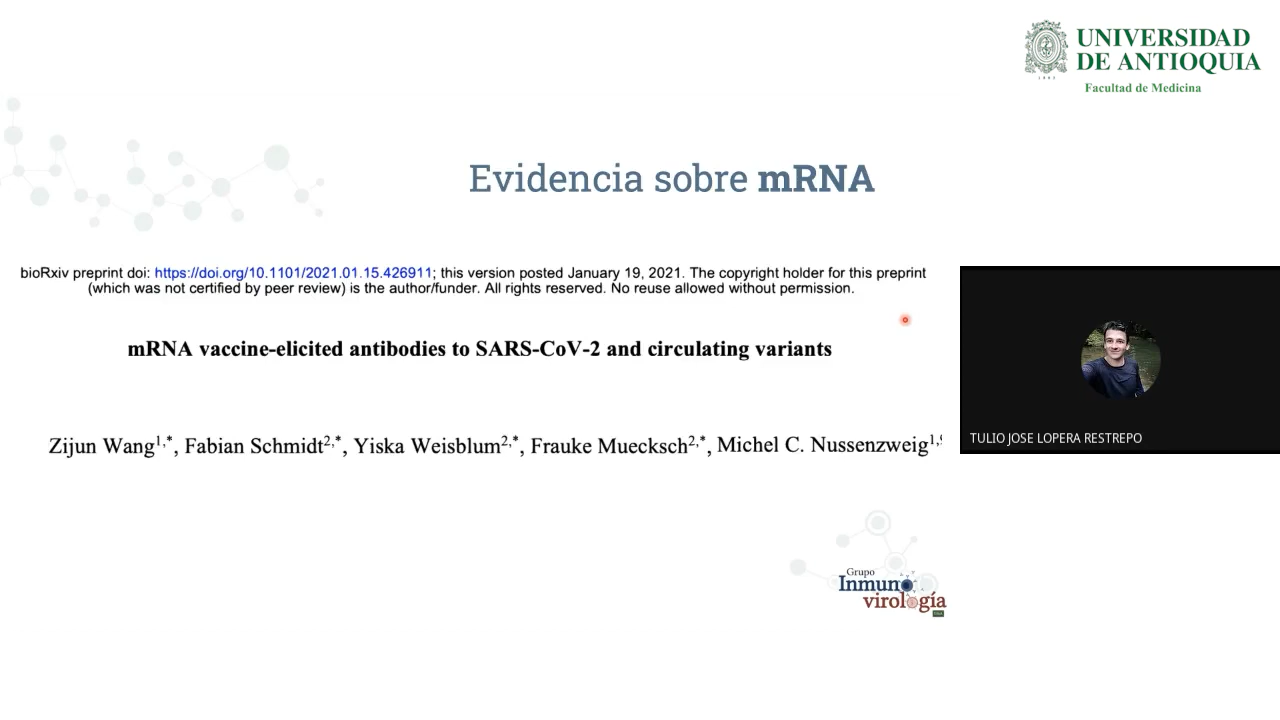 UNIVERSIDAD
DE ANTIOQUIA
1803
Facultad de Medicina
Evidencia sobre mRNA
bioRxiv preprint doi: https://doi.org/10.1101/2021.01.15.426911; this version posted January 19, 2021. The copyright holder for this preprint
(which was not certified by peer review) is the author/funder. All rights reserved. No reuse allowed without permission.
mRNA vaccine-elicited antibodies to SARS-CoV-2 and circulating variants
Zijun Wang1,*, Fabian Schmidt2,*, Yiska Weisblum2,*, Frauke Muecksch2,*, Michel C. Nussenzweig1,
TULIO JOSE LOPERA RESTREPO
Grupo
Inmuno
virología